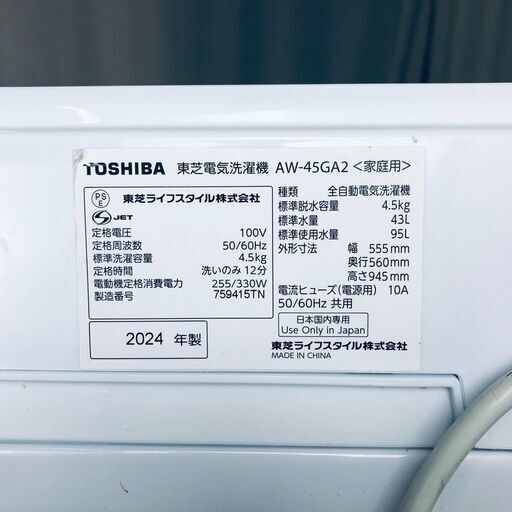 TOSHIBA 東芝電気洗濯機 AW-45GA2 <家庭用>
PS
E
東芝ライフスタイル株式会社
S JET
定格電圧 100V
定格周波数 50/60Hz
標準洗濯容量 4.5kg
定格時間 洗いのみ 12分
電動機定格消費電力 255/330W
製造番号 759415TN
2024 年製
種類 全自動電気洗濯機
標準脱水容量 4.5kg
標準水量 43L
標準使用水量 95L
外形寸法 幅 555mm
奥行560mm
高さ945mm
電流ヒューズ(電源用) 10A
50/60Hz 共用
日本国内専用
Use Only in Japan
東芝ライフスタイル株式会社
MADE IN CHINA